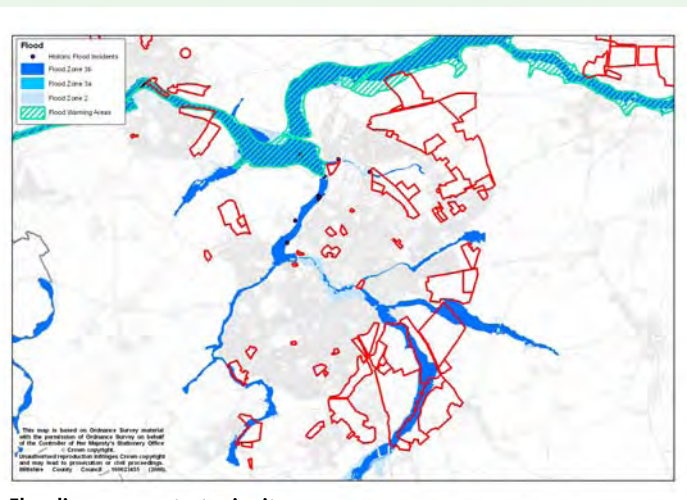 Flood
Historic Flood Incidents
Flood Zone 3b
Flood Zone 3a
Flood Zone 2
Flood Warning Areas
This map is based on Ordnance Survey material
with the permission of Ordnance Survey on behalf
of the Controller of Her Majesty's Stationery Office
© Crown copyright.
Unauthorised reproduction infringes Crown copyright
and may lead to prosecution or civil proceedings.
Wiltshire County Council